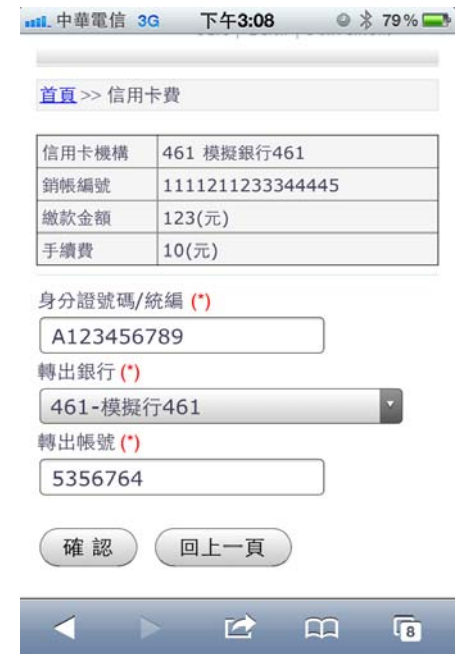 中華電信 3G 下午3:08 79%
首頁 >> 信用卡費
信用卡機構 461 模擬銀行461
銷帳編號 1111211233344445
繳款金額 123(元)
手續費 10(元)
身分證號碼/統編 (*)
A123456789
轉出銀行 (*)
461-模擬行461
轉出帳號 (*)
5356764
確 認 回上一頁
8